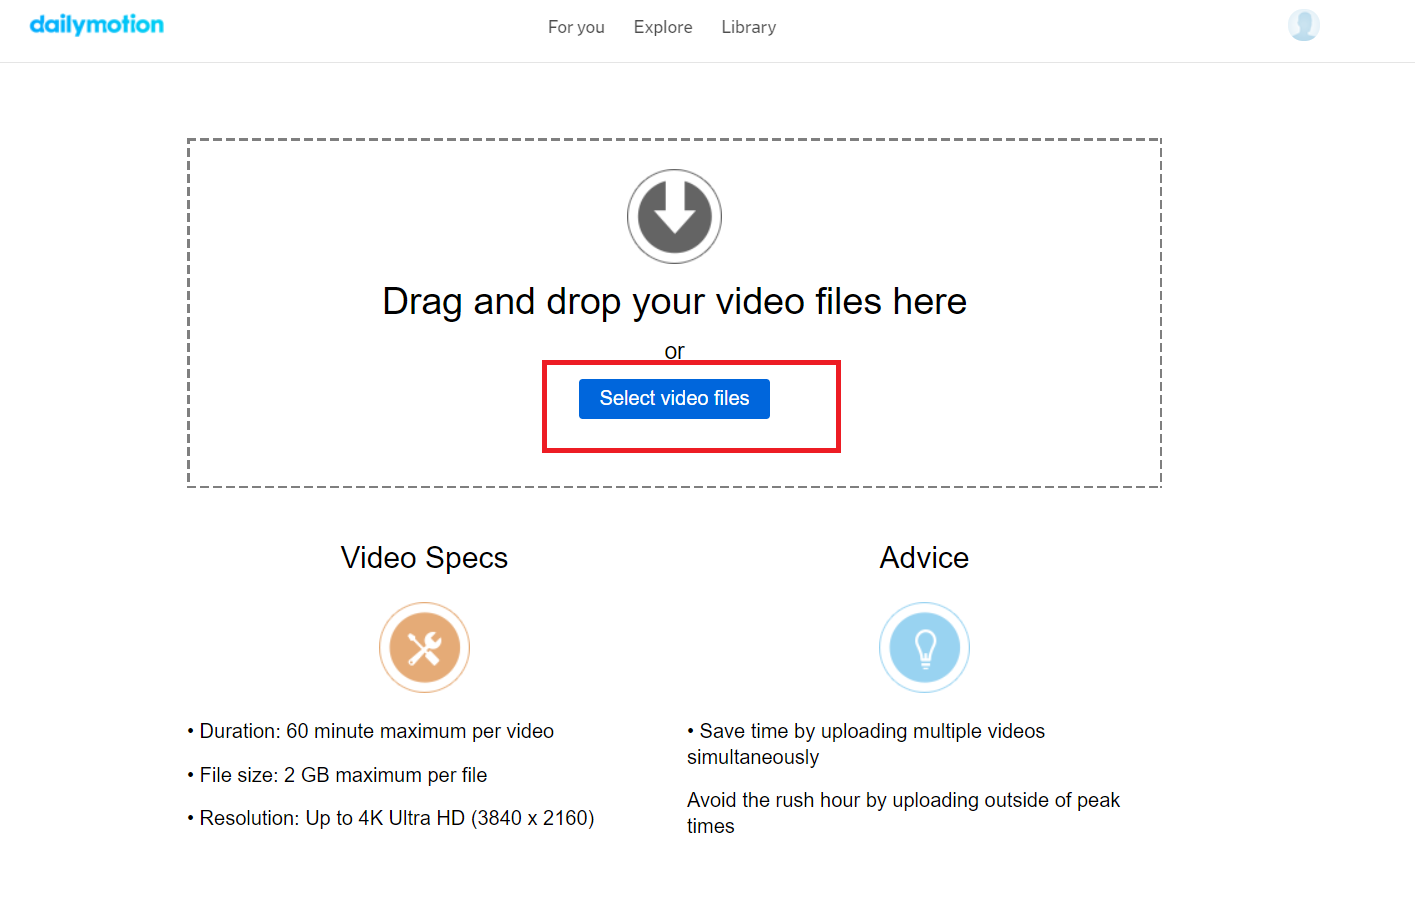 dailymotion
For you Explore Library
Drag and drop your video files here
or
Select video files
Video Specs
• Duration: 60 minute maximum per video
• File size: 2 GB maximum per file
• Resolution: Up to 4K Ultra HD (3840 x 2160)
Advice
• Save time by uploading multiple videos
simultaneously
Avoid the rush hour by uploading outside of peak
times